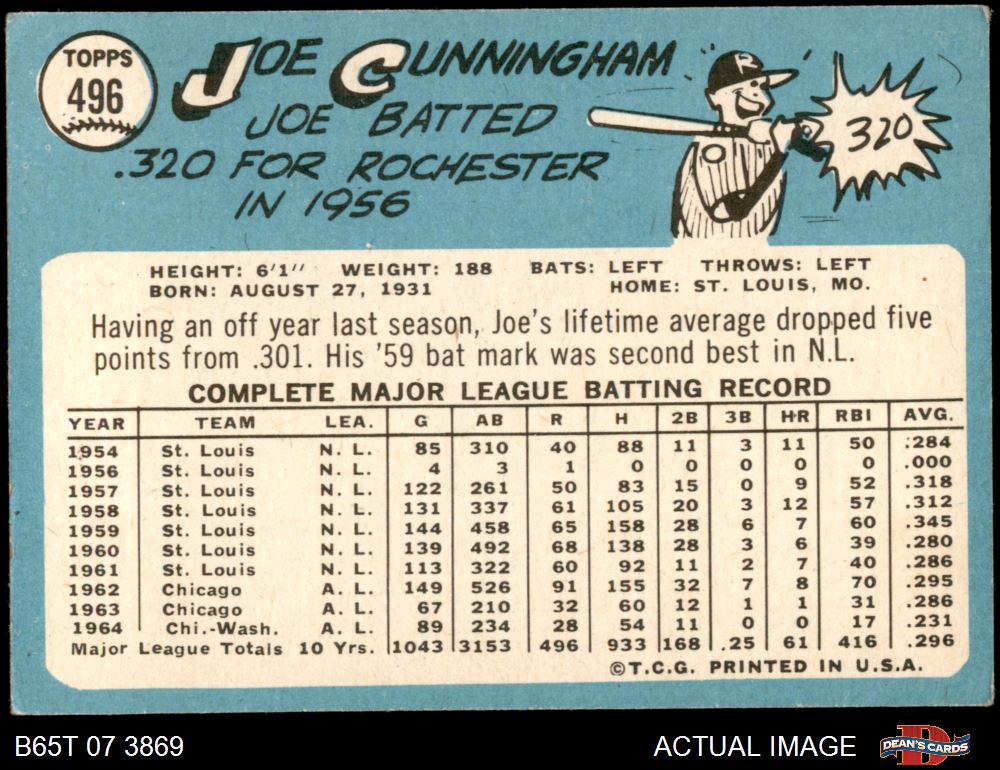 TOPPS
496
JOE CUNNINGHAM
JOE BATTED
.320 FOR ROCHESTER
IN 1956
R
320
HEIGHT: 6'1" WEIGHT: 188 BATS: LEFT THROWS: LEFT
BORN: AUGUST 27, 1931 HOME: ST. LOUIS, MO.
Having an off year last season, Joe's lifetime average dropped five
points from .301. His '59 bat mark was second best in N.L.
COMPLETE MAJOR LEAGUE BATTING RECORD
YEAR TEAM LEA. G AB R H 2B 3B HR RBI AVG.
1954 St. Louis N. L. 85 310 40 88 11 3 11 50 .284
1956 St. Louis N. L. 4 3 1 0 0 0 0 0 .000
1957 St. Louis N. L. 122 261 50 83 15 0 9 52 .318
1958 St. Louis N. L. 131 337 61 105 20 3 12 57 .312
1959 St. Louis N. L. 144 458 65 158 28 6 7 60 .345
1960 St. Louis N. L. 139 492 68 138 28 3 6 39 .280
1961 St. Louis N. L. 113 322 60 92 11 2 7 40 .286
1962 Chicago A. L. 149 526 91 155 32 7 8 70 .295
1963 Chicago A. L. 67 210 32 60 12 1 1 31 .286
1964 Chi.-Wash. A. L. 89 234 28 54 11 0 0 17 .231
Major League Totals 10 Yrs. 1043 3153 496 933 168 .25 61 416 .296
©T.C.G. PRINTED IN U.S.A.
B65T 07 3869 ACTUAL IMAGE DEAN'S CARDS